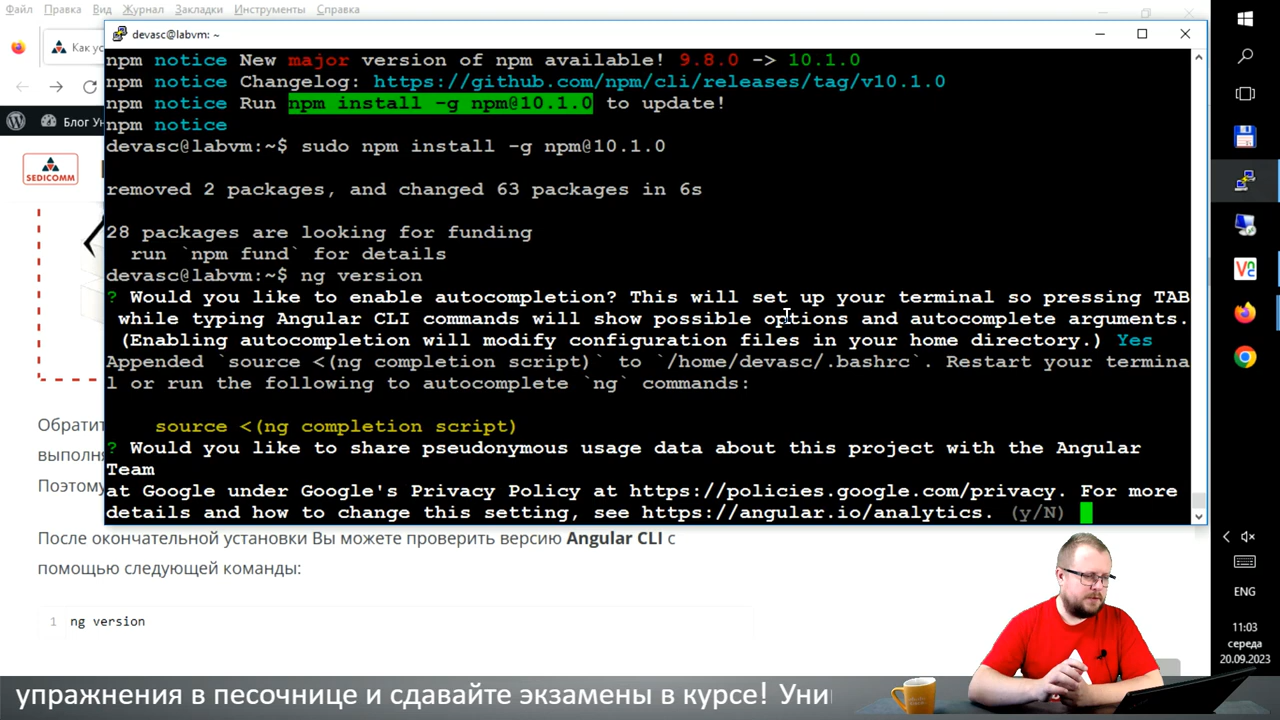 Файл Правка Вид Журнал Закладки Инструменты Справка
Как ус
devasc@labvm: ~
npm notice New major version of npm available! 9.8.0 -> 10.1.0
npm notice Changelog: https://github.com/npm/cli/releases/tag/v10.1.0
npm notice Run npm install -g npm@10.1.0 to update!
npm notice
devasc@labvm:~$ sudo npm install -g npm@10.1.0
removed 2 packages, and changed 63 packages in 6s
28 packages are looking for funding
run `npm fund` for details
devasc@labvm:~$ ng version
? Would you like to enable autocompletion? This will set up your terminal so pressing TAB
while typing Angular CLI commands will show possible options and autocomplete arguments.
(Enabling autocompletion will modify configuration files in your home directory.) Yes
Appended `source <(ng completion script)` to `/home/devasc/.bashrc`. Restart your termina
l or run the following to autocomplete `ng` commands:
source <(ng completion script)
? Would you like to share pseudonymous usage data about this project with the Angular
Team
at Google under Google's Privacy Policy at https://policies.google.com/privacy. For more
details and how to change this setting, see https://angular.io/analytics. (y/N)
Блог Ун
SEDICOMM
Обратит
выполн
Поэтому
После окончательной установки Вы можете проверить версию Angular CLI с
помощью следующей команды:
1 ng version
ENG
11:03
середа
20.09.2023
упражнения в песочнице и сдавайте экзамены в курсе! Уни